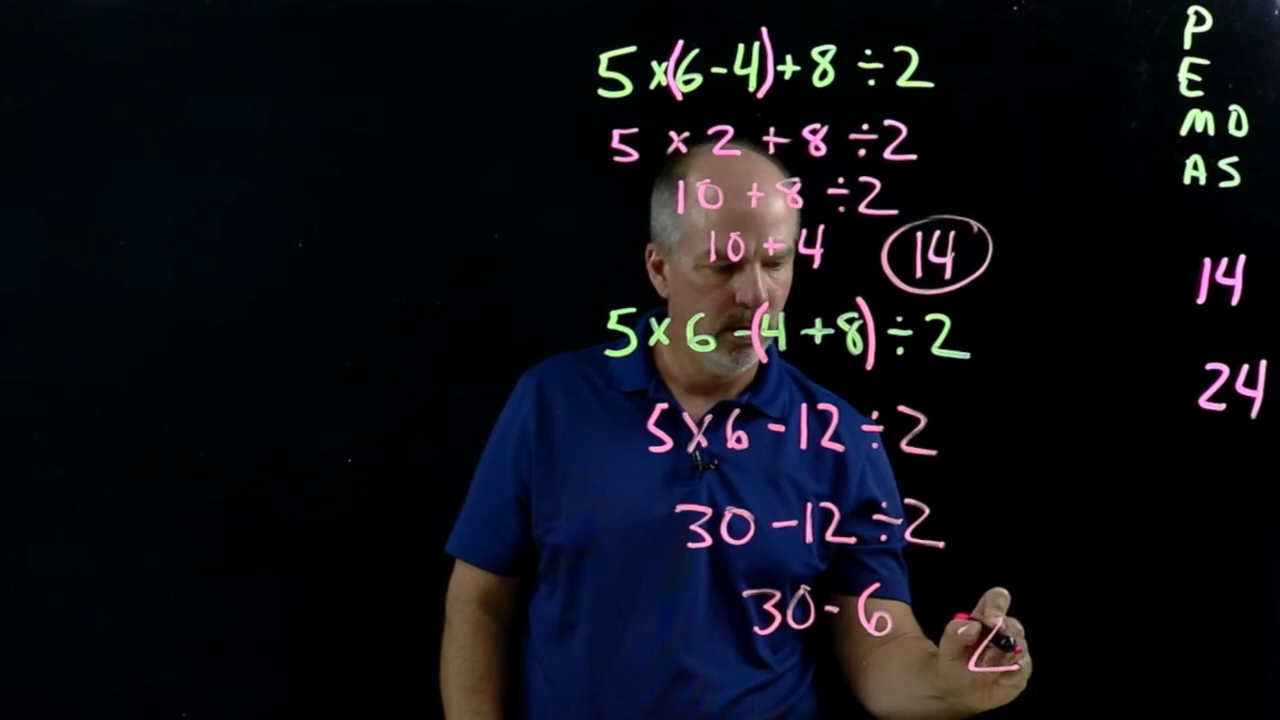 5 × (6 - 4) + 8 ÷ 2
5 × 2 + 8 ÷ 2
10 + 8 ÷ 2
10 + 4 14
5 × 6 - (4 + 8) ÷ 2
5 × 6 - 12 ÷ 2
30 - 12 ÷ 2
30 - 6 2
P
E
M D
A S
14
24